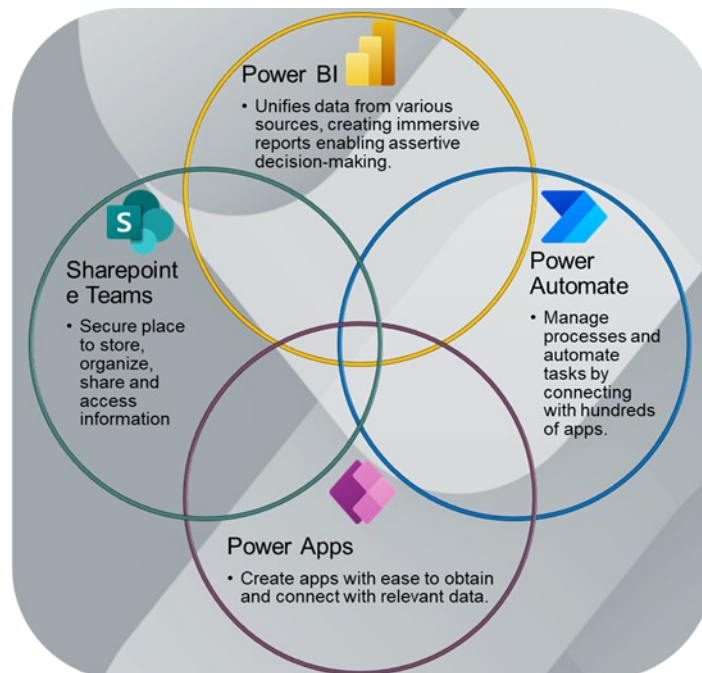 Power BI
• Unifies data from various
sources, creating immersive
reports enabling assertive
decision-making.
S
Sharepoint
e Teams
• Secure place
to store,
organize,
share and
access
information
Power
Automate
• Manage
processes and
automate
tasks by
connecting
with hundreds
of apps.
Power Apps
• Create apps with ease to obtain
and connect with relevant data.